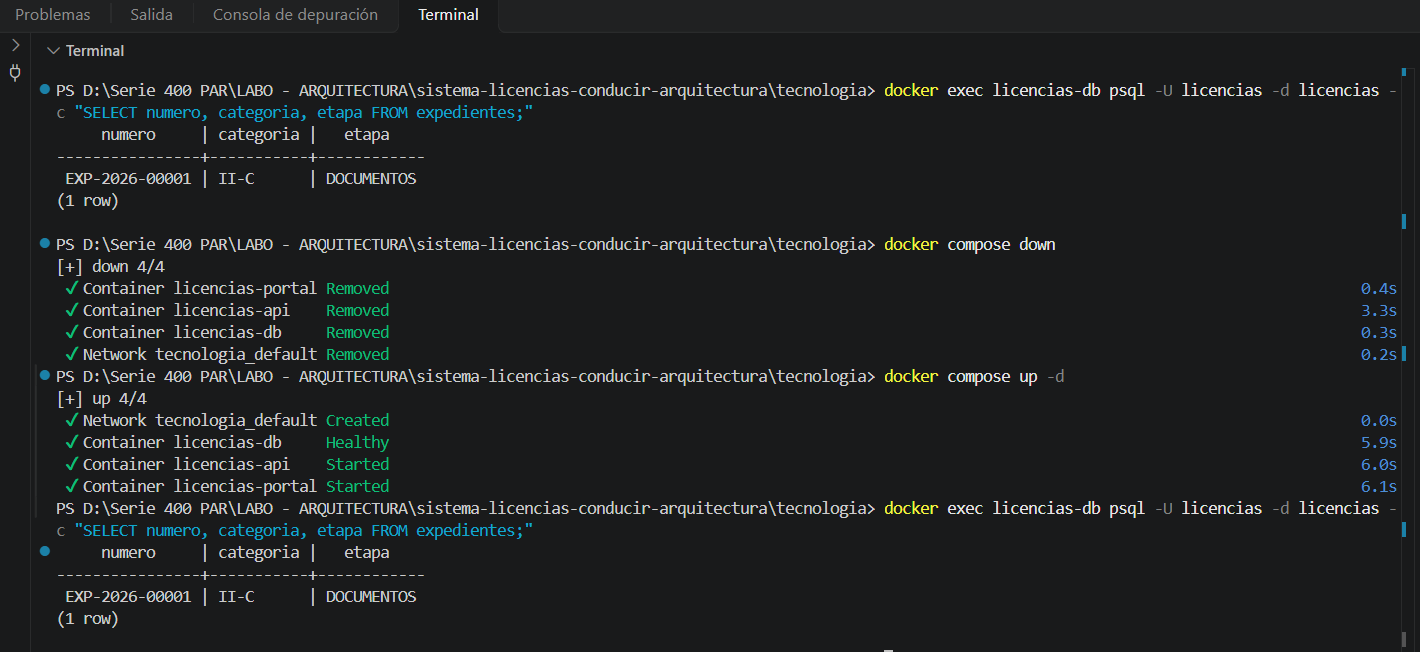 Problemas Salida Consola de depuración Terminal
Terminal
PS D:\Serie 400 PAR\LABO - ARQUITECTURA\sistema-licencias-conducir-arquitectura\tecnologia> docker exec licencias-db psql -U licencias -d licencias -
c "SELECT numero, categoria, etapa FROM expedientes;"
     numero     | categoria |   etapa
----------------+-----------+------------
 EXP-2026-00001 | II-C      | DOCUMENTOS
(1 row)
PS D:\Serie 400 PAR\LABO - ARQUITECTURA\sistema-licencias-conducir-arquitectura\tecnologia> docker compose down
[+] down 4/4
 ✓ Container licencias-portal Removed 0.4s
 ✓ Container licencias-api    Removed 3.3s
 ✓ Container licencias-db     Removed 0.3s
 ✓ Network tecnologia_default Removed 0.2s
PS D:\Serie 400 PAR\LABO - ARQUITECTURA\sistema-licencias-conducir-arquitectura\tecnologia> docker compose up -d
[+] up 4/4
 ✓ Network tecnologia_default Created 0.0s
 ✓ Container licencias-db     Healthy 5.9s
 ✓ Container licencias-api    Started 6.0s
 ✓ Container licencias-portal Started 6.1s
PS D:\Serie 400 PAR\LABO - ARQUITECTURA\sistema-licencias-conducir-arquitectura\tecnologia> docker exec licencias-db psql -U licencias -d licencias -
c "SELECT numero, categoria, etapa FROM expedientes;"
     numero     | categoria |   etapa
----------------+-----------+------------
 EXP-2026-00001 | II-C      | DOCUMENTOS
(1 row)